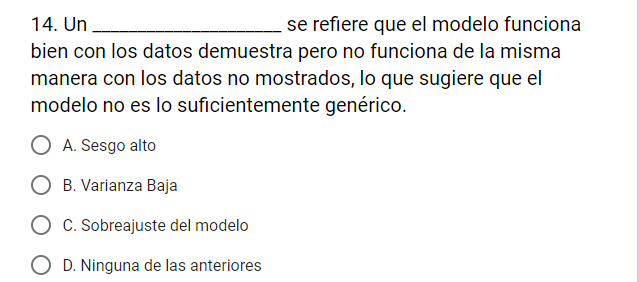 14. Un _____________________ se refiere que el modelo funciona
bien con los datos demuestra pero no funciona de la misma
manera con los datos no mostrados, lo que sugiere que el
modelo no es lo suficientemente genérico.
A. Sesgo alto
B. Varianza Baja
C. Sobreajuste del modelo
D. Ninguna de las anteriores